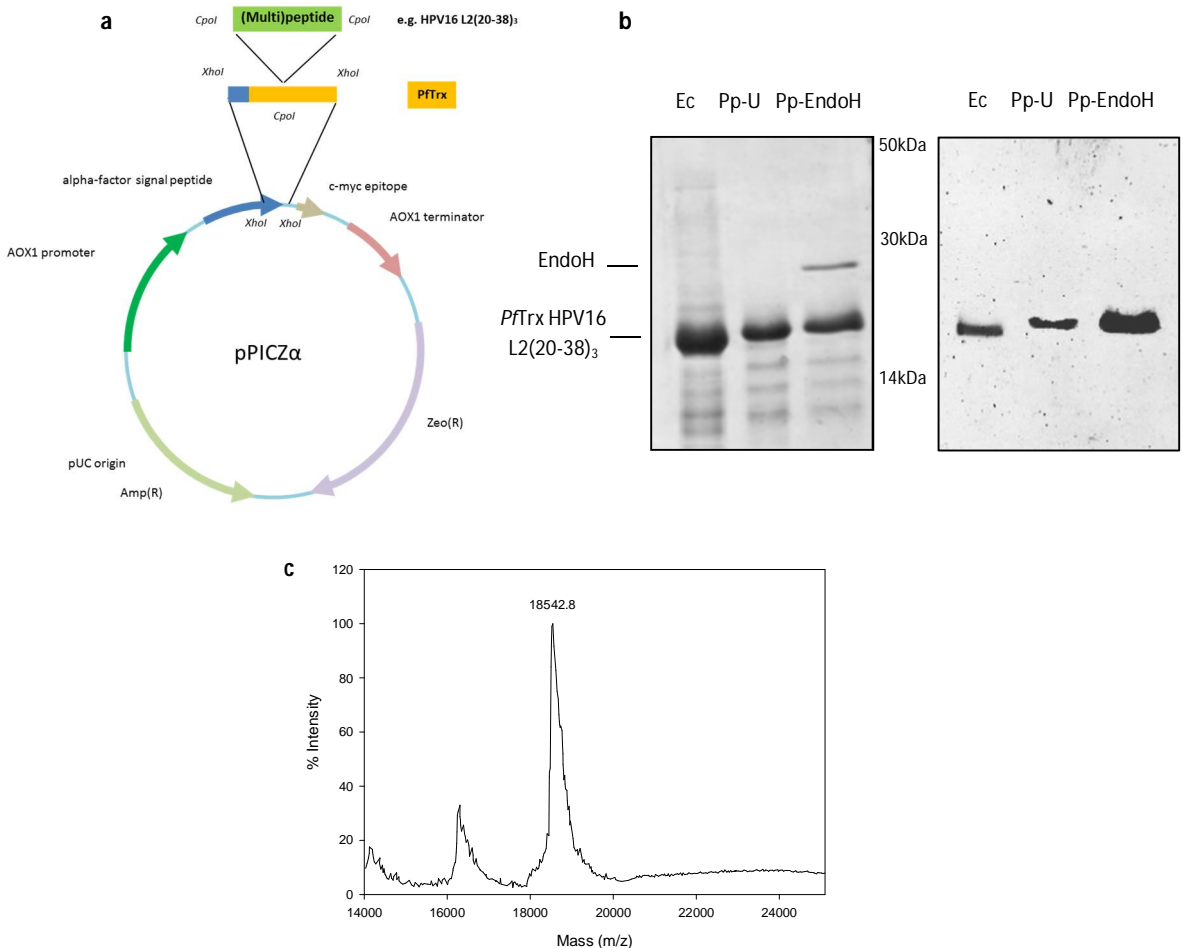 a
CpoI
(Multi)peptide
CpoI
e.g. HPV16 L2(20-38)₃
XhoI
XhoI
PfTrx
CpoI
alpha-factor signal peptide
c-myc epitope
XhoI
XhoI
AOX1 terminator
AOX1 promoter
pPICZα
Zeo(R)
pUC origin
Amp(R)
b
Ec Pp-U Pp-EndoH
Ec Pp-U Pp-EndoH
50kDa
30kDa
EndoH
PfTrx HPV16
L2(20-38)₃
14kDa
c
120
18542.8
100
80
60
40
20
0
% Intensity
14000 16000 18000 20000 22000 24000
Mass (m/z)